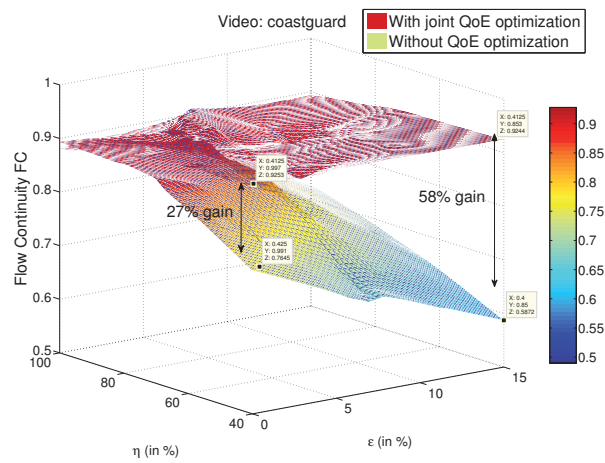 Video: coastguard
With joint QoE optimization
Without QoE optimization
1
0.9
0.8
0.7
0.6
0.5
Flow Continuity FC
100
80
60
40
η (in %)
0
5
10
15
ε (in %)
X: 0.4125
Y: 0.997
Z: 0.9253
27% gain
X: 0.425
Y: 0.991
Z: 0.7645
X: 0.4125
Y: 0.853
Z: 0.9244
58% gain
X: 0.4
Y: 0.85
Z: 0.5872
0.9
0.85
0.8
0.75
0.7
0.65
0.6
0.55
0.5